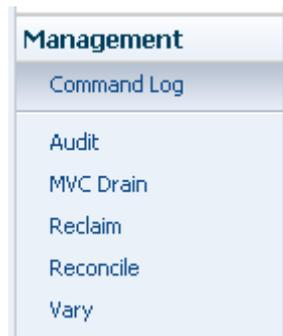 Management
Command Log
Audit
MVC Drain
Reclaim
Reconcile
Vary